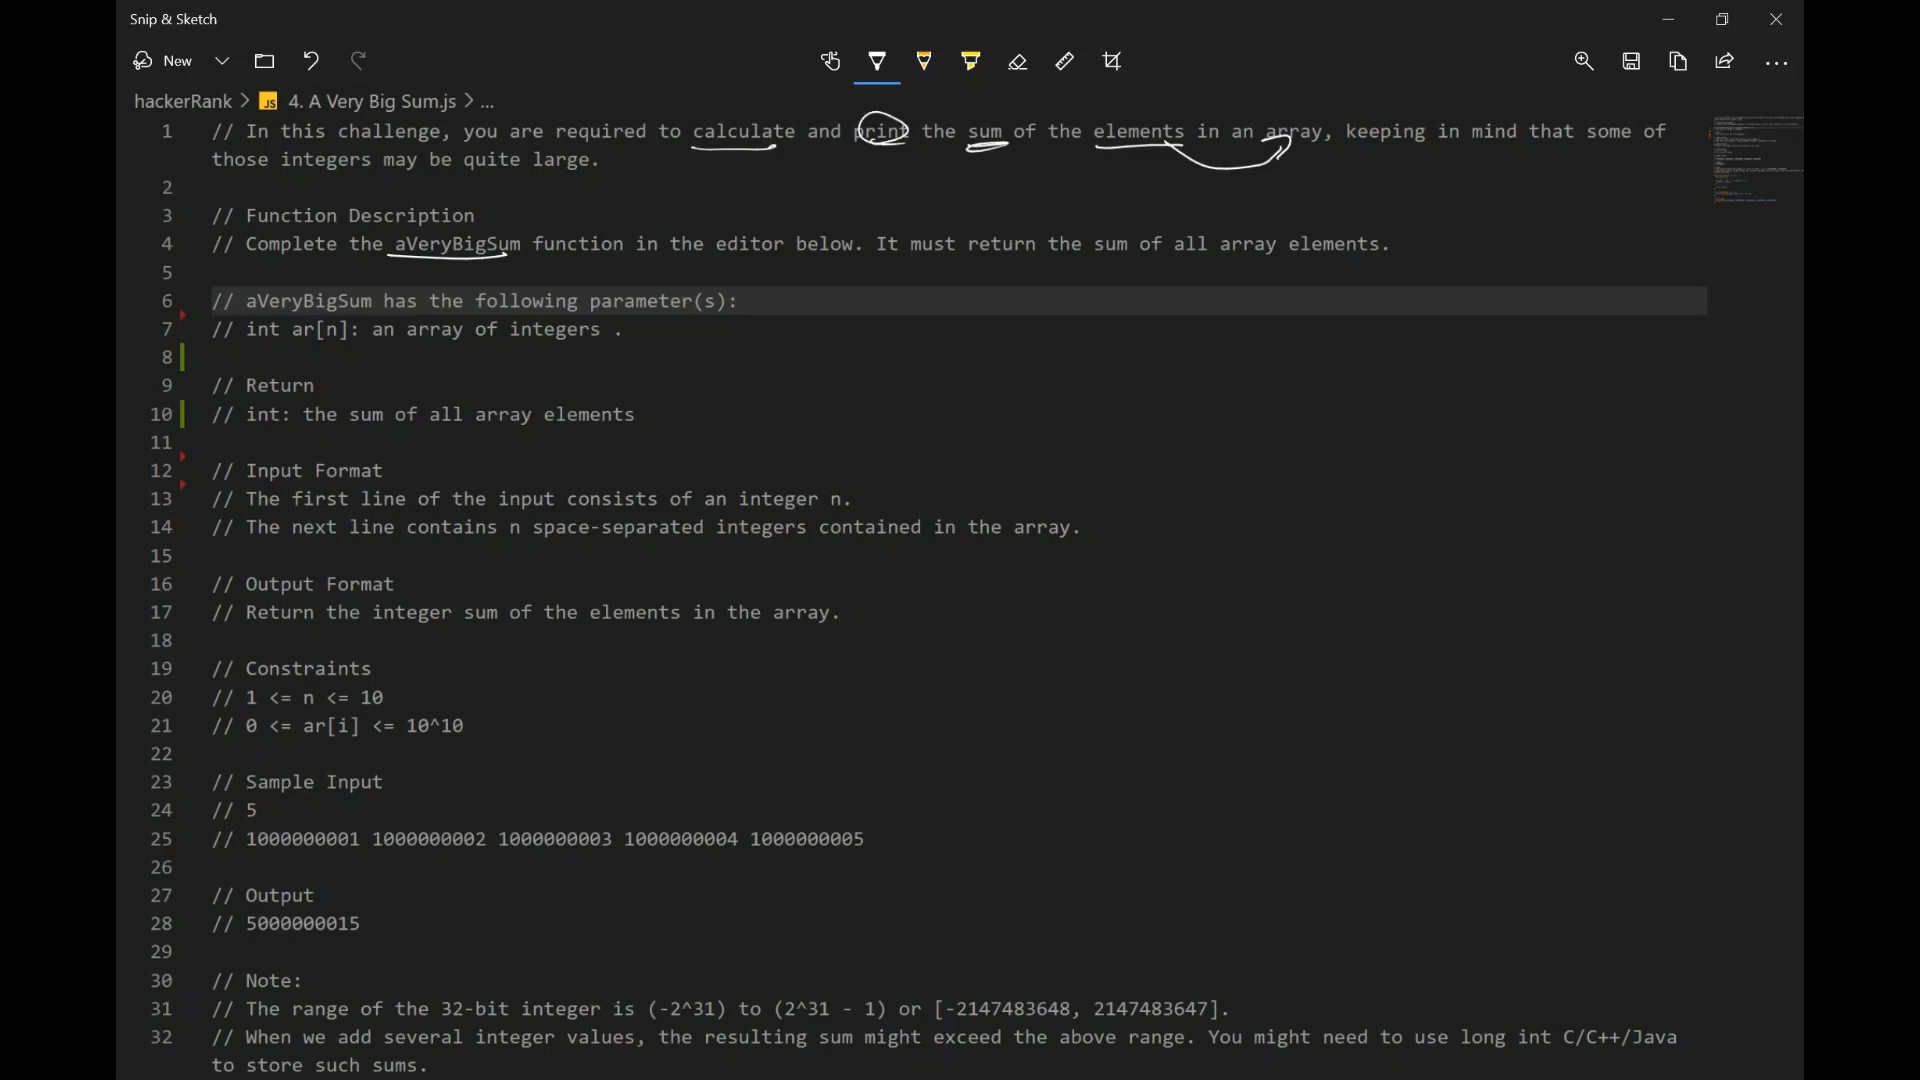 Snip & Sketch
New
hackerRank > JS 4. A Very Big Sum.js > ...
1 // In this challenge, you are required to calculate and print the sum of the elements in an array, keeping in mind that some of
those integers may be quite large.
2
3 // Function Description
4 // Complete the aVeryBigSum function in the editor below. It must return the sum of all array elements.
5
6 // aVeryBigSum has the following parameter(s):
7 // int ar[n]: an array of integers .
8
9 // Return
10 // int: the sum of all array elements
11
12 // Input Format
13 // The first line of the input consists of an integer n.
14 // The next line contains n space-separated integers contained in the array.
15
16 // Output Format
17 // Return the integer sum of the elements in the array.
18
19 // Constraints
20 // 1 <= n <= 10
21 // 0 <= ar[i] <= 10^10
22
23 // Sample Input
24 // 5
25 // 1000000001 1000000002 1000000003 1000000004 1000000005
26
27 // Output
28 // 5000000015
29
30 // Note:
31 // The range of the 32-bit integer is (-2^31) to (2^31 - 1) or [-2147483648, 2147483647].
32 // When we add several integer values, the resulting sum might exceed the above range. You might need to use long int C/C++/Java
to store such sums.